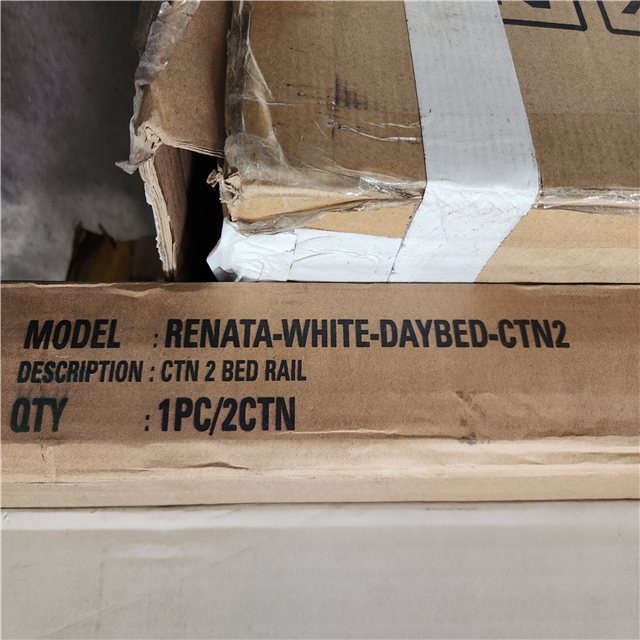 MODEL : RENATA-WHITE-DAYBED-CTN2
DESCRIPTION : CTN 2 BED RAIL
QTY : 1PC/2CTN